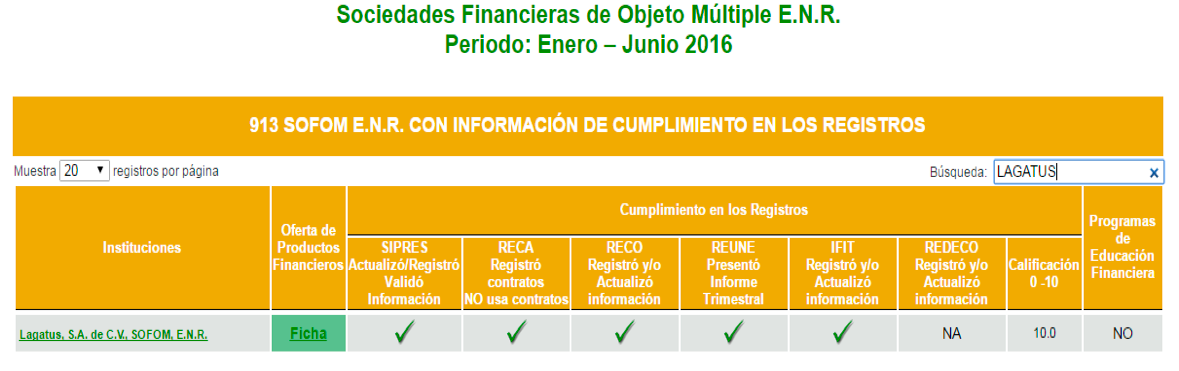 Sociedades Financieras de Objeto Múltiple E.N.R.
Periodo: Enero – Junio 2016
913 SOFOM E.N.R. CON INFORMACIÓN DE CUMPLIMIENTO EN LOS REGISTROS
Muestra 20 registros por página
Búsqueda: LAGATUS x
Instituciones
Oferta de
Productos
Financieros
Cumplimiento en los Registros
SIPRES
Actualizó/Registró
Validó
Información
RECA
Registró
contratos
NO usa contratos
RECO
Registró y/o
Actualizó
información
REUNE
Presentó
Informe
Trimestral
IFIT
Registró y/o
Actualizó
información
REDECO
Registró y/o
Actualizó
información
Calificación
0 -10
Programas
de
Educación
Financiera
Lagatus, S.A. de C.V., SOFOM, E.N.R.
Ficha
NA
10.0
NO